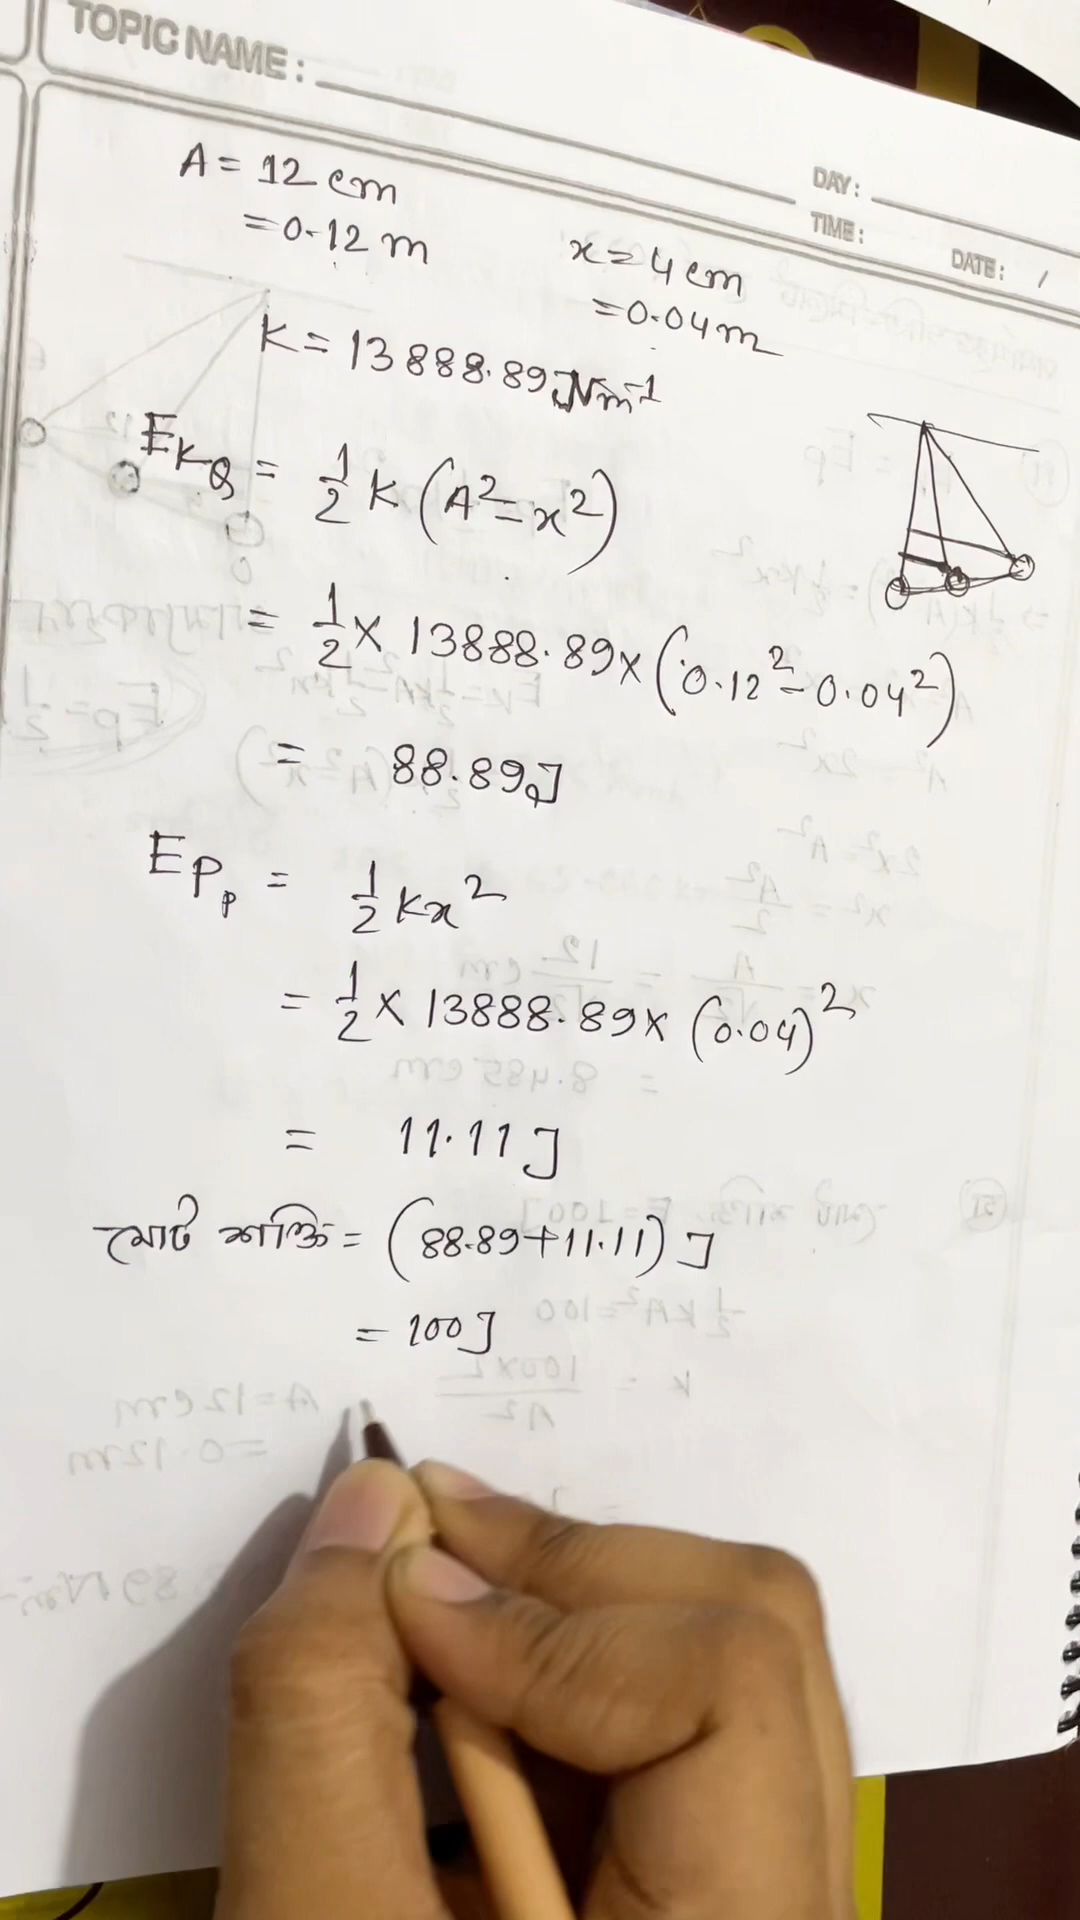 TOPIC NAME :
DAY :
TIME :
DATE : /
A = 12 cm
= 0.12 m
x = 4 cm
= 0.04 m
K = 13888.89 Nm⁻¹
E_KQ = 1/2 K (A² - x²)
= 1/2 × 13888.89 × (0.12² - 0.04²)
= 88.89 J
E_Pp = 1/2 Kx²
= 1/2 × 13888.89 × (0.04)²
= 11.11 J
মোট শক্তি = (88.89 + 11.11) J
= 100 J